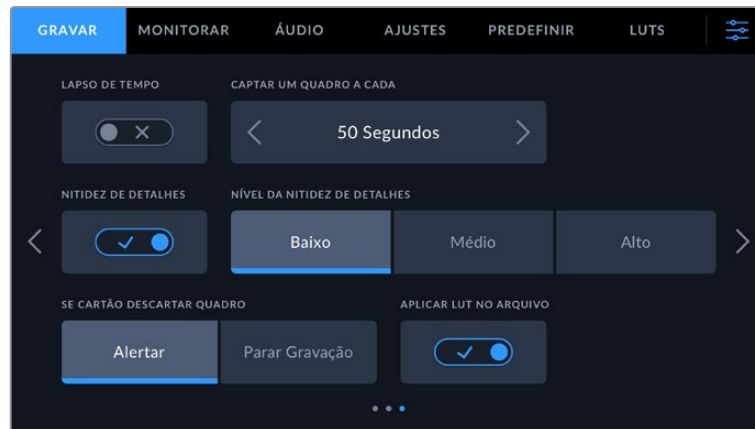 GRAVAR MONITORAR ÁUDIO AJUSTES PREDEFINIR LUTS
LAPSO DE TEMPO CAPTAR UM QUADRO A CADA
50 Segundos
NITIDEZ DE DETALHES NÍVEL DA NITIDEZ DE DETALHES
Baixo Médio Alto
SE CARTÃO DESCARTAR QUADRO APLICAR LUT NO ARQUIVO
Alertar Parar Gravação